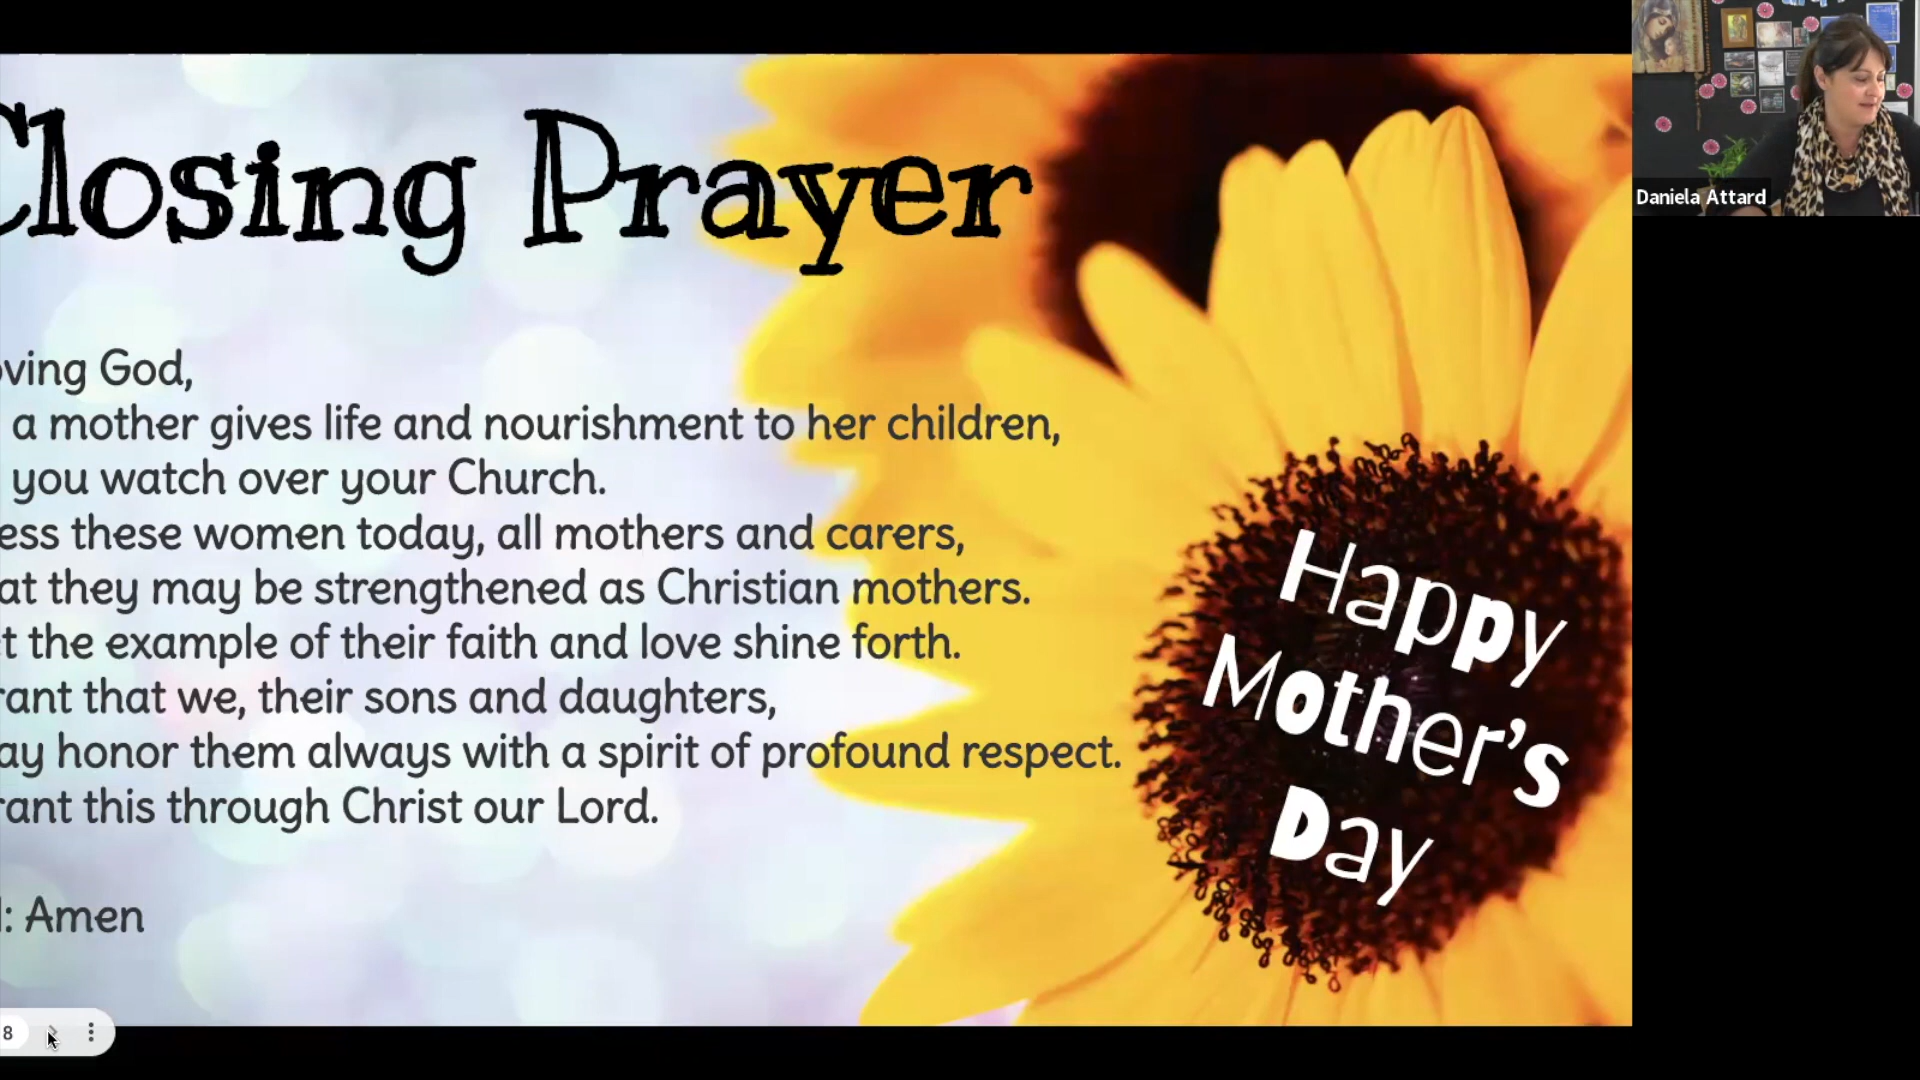 Closing Prayer
oving God,
a mother gives life and nourishment to her children,
you watch over your Church.
ess these women today, all mothers and carers,
at they may be strengthened as Christian mothers.
t the example of their faith and love shine forth.
rant that we, their sons and daughters,
ay honor them always with a spirit of profound respect.
rant this through Christ our Lord.
l: Amen
Happy
Mother's
Day
Daniela Attard
8